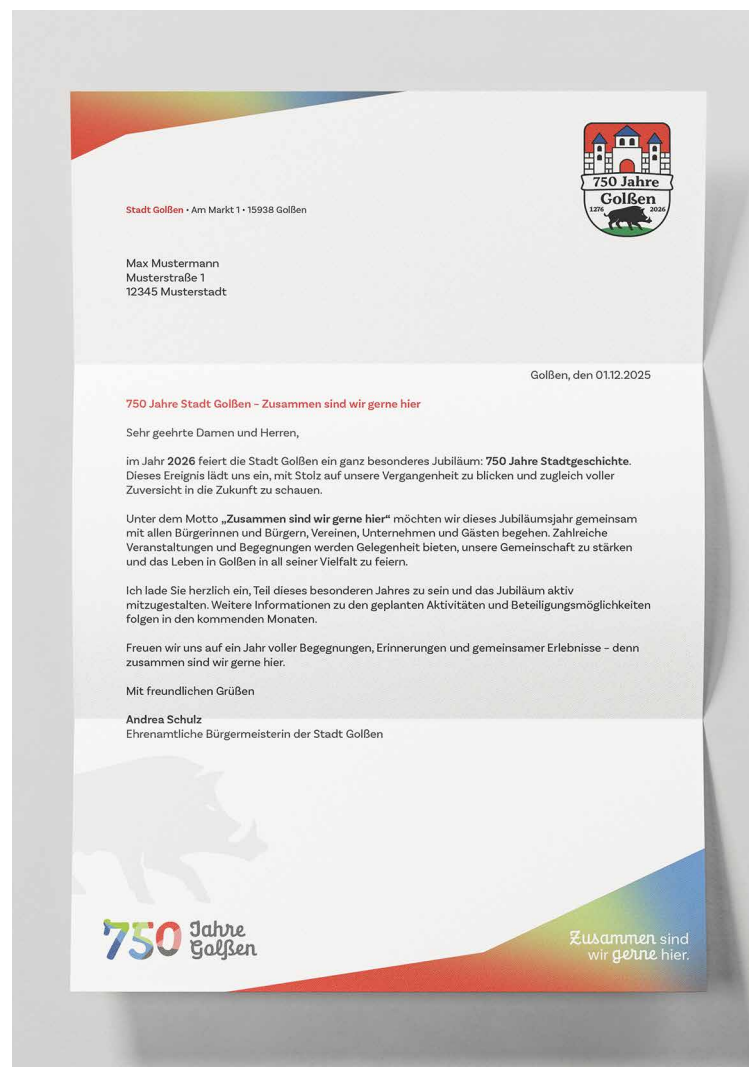 750 Jahre
Golßen
1276 2026
Stadt Golßen • Am Markt 1 • 15938 Golßen
Max Mustermann
Musterstraße 1
12345 Musterstadt
Golßen, den 01.12.2025
750 Jahre Stadt Golßen – Zusammen sind wir gerne hier
Sehr geehrte Damen und Herren,
im Jahr 2026 feiert die Stadt Golßen ein ganz besonderes Jubiläum: 750 Jahre Stadtgeschichte.
Dieses Ereignis lädt uns ein, mit Stolz auf unsere Vergangenheit zu blicken und zugleich voller
Zuversicht in die Zukunft zu schauen.
Unter dem Motto „Zusammen sind wir gerne hier“ möchten wir dieses Jubiläumsjahr gemeinsam
mit allen Bürgerinnen und Bürgern, Vereinen, Unternehmen und Gästen begehen. Zahlreiche
Veranstaltungen und Begegnungen werden Gelegenheit bieten, unsere Gemeinschaft zu stärken
und das Leben in Golßen in all seiner Vielfalt zu feiern.
Ich lade Sie herzlich ein, Teil dieses besonderen Jahres zu sein und das Jubiläum aktiv
mitzugestalten. Weitere Informationen zu den geplanten Aktivitäten und Beteiligungsmöglichkeiten
folgen in den kommenden Monaten.
Freuen wir uns auf ein Jahr voller Begegnungen, Erinnerungen und gemeinsamer Erlebnisse – denn
zusammen sind wir gerne hier.
Mit freundlichen Grüßen
Andrea Schulz
Ehrenamtliche Bürgermeisterin der Stadt Golßen
750 Jahre
Golßen
Zusammen sind
wir gerne hier.